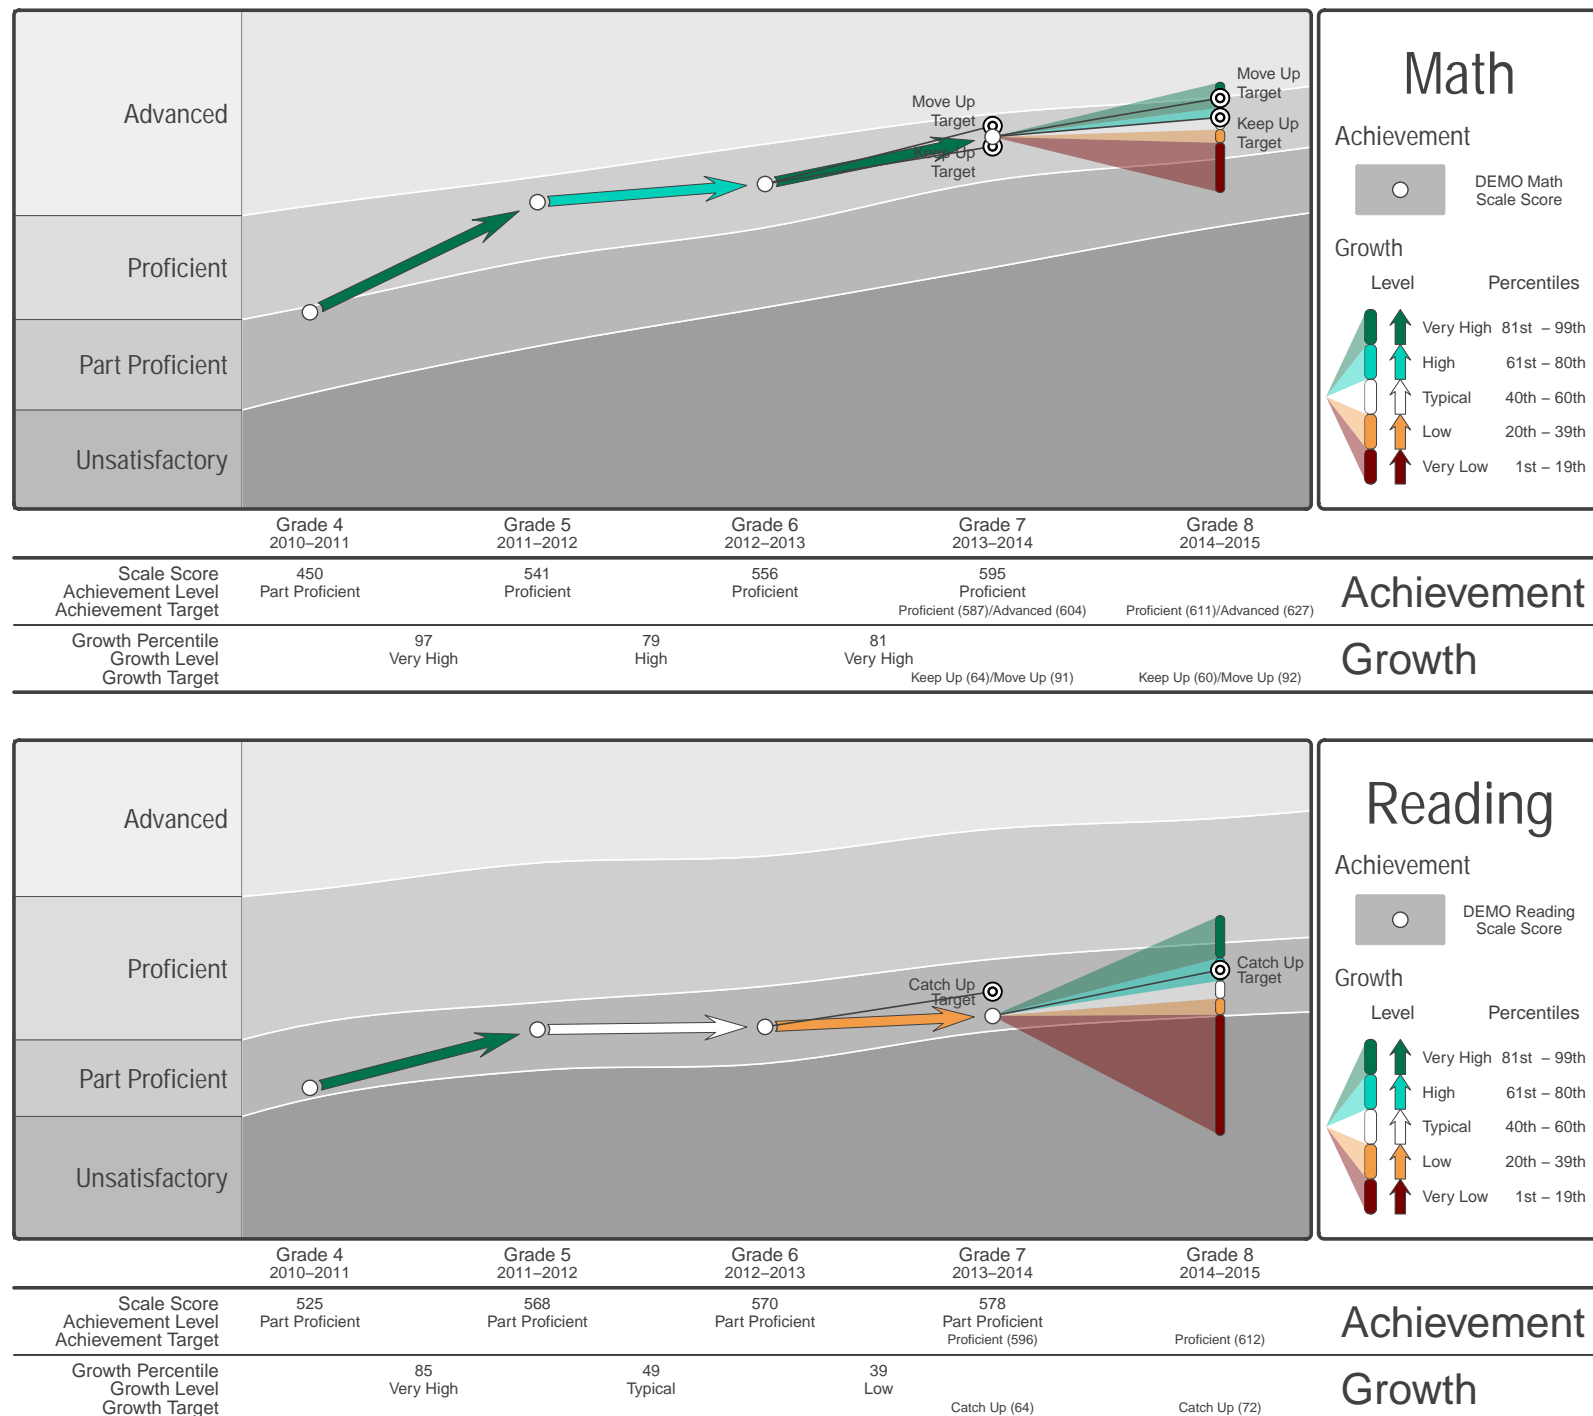 Advanced
Proficient
Part Proficient
Unsatisfactory
Move Up
Target
Keep Up
Target
Move Up
Target
Keep Up
Target
Math
Achievement
DEMO Math
Scale Score
Growth
Level Percentiles
Very High 81st – 99th
High 61st – 80th
Typical 40th – 60th
Low 20th – 39th
Very Low 1st – 19th
Grade 4 Grade 5 Grade 6 Grade 7 Grade 8
2010–2011 2011–2012 2012–2013 2013–2014 2014–2015
Scale Score 450 541 556 595
Achievement Level Part Proficient Proficient Proficient Proficient
Achievement Target Proficient (587)/Advanced (604) Proficient (611)/Advanced (627)
Achievement
Growth Percentile 97 79 81
Growth Level Very High High Very High
Growth Target Keep Up (64)/Move Up (91) Keep Up (60)/Move Up (92)
Growth
Advanced
Proficient
Part Proficient
Unsatisfactory
Catch Up
Target
Catch Up
Target
Reading
Achievement
DEMO Reading
Scale Score
Growth
Level Percentiles
Very High 81st – 99th
High 61st – 80th
Typical 40th – 60th
Low 20th – 39th
Very Low 1st – 19th
Grade 4 Grade 5 Grade 6 Grade 7 Grade 8
2010–2011 2011–2012 2012–2013 2013–2014 2014–2015
Scale Score 525 568 570 578
Achievement Level Part Proficient Part Proficient Part Proficient Part Proficient
Achievement Target Proficient (596) Proficient (612)
Achievement
Growth Percentile 85 49 39
Growth Level Very High Typical Low
Growth Target Catch Up (64) Catch Up (72)
Growth